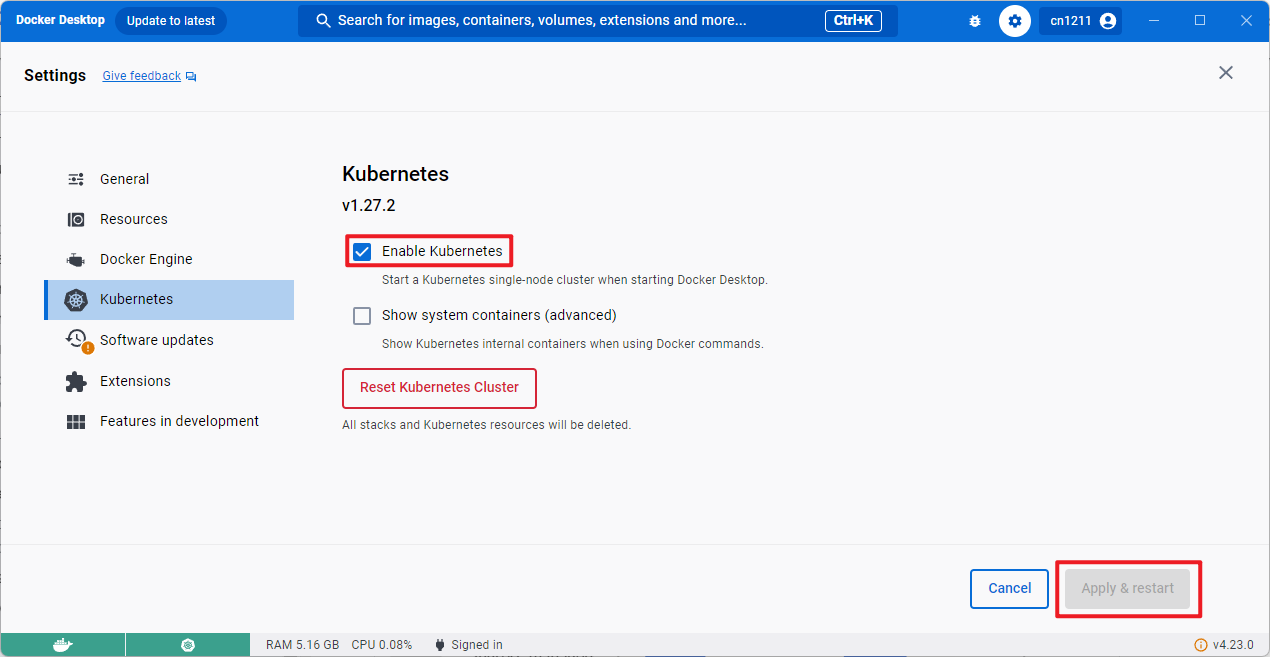 Docker Desktop Update to latest Search for images, containers, volumes, extensions and more... Ctrl+K cn1211
Settings Give feedback
General
Resources
Docker Engine
Kubernetes
Software updates
Extensions
Features in development
Kubernetes
v1.27.2
Enable Kubernetes
Start a Kubernetes single-node cluster when starting Docker Desktop.
Show system containers (advanced)
Show Kubernetes internal containers when using Docker commands.
Reset Kubernetes Cluster
All stacks and Kubernetes resources will be deleted.
Cancel Apply & restart
RAM 5.16 GB CPU 0.08% Signed in v4.23.0